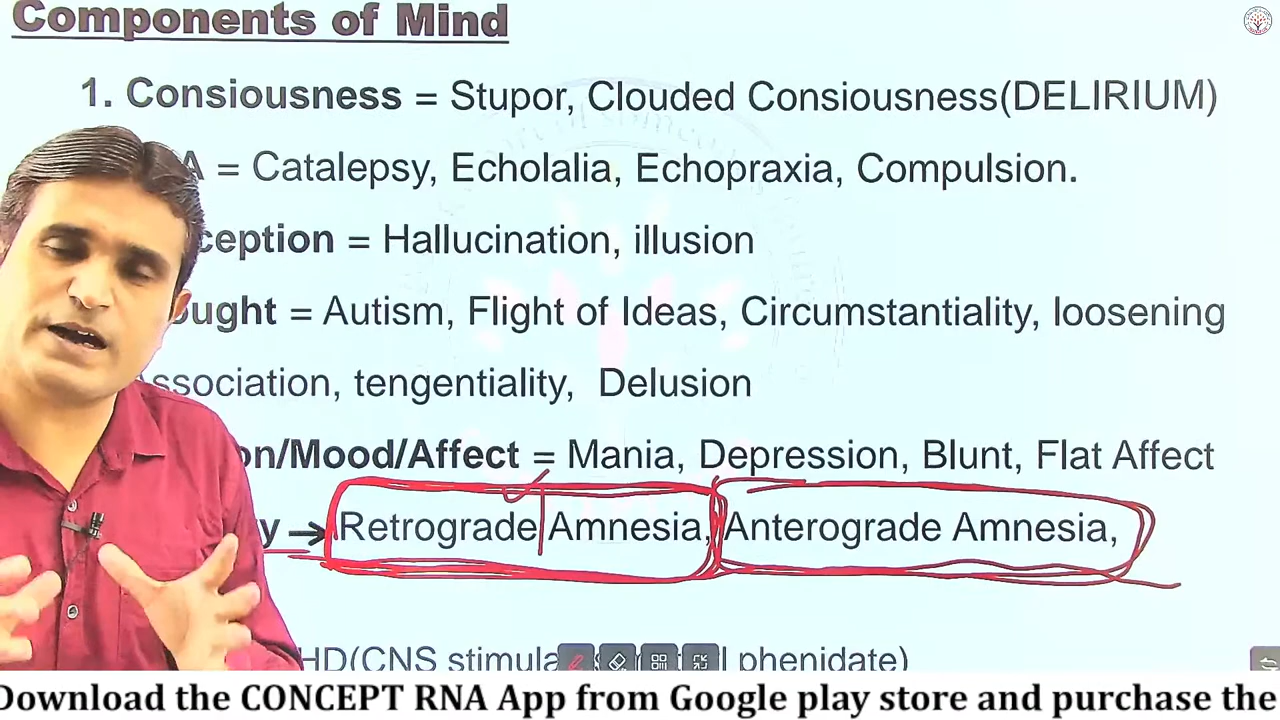 Components of Mind
1. Consiousness = Stupor, Clouded Consiousness(DELIRIUM)
A = Catalepsy, Echolalia, Echopraxia, Compulsion.
ception = Hallucination, illusion
ought = Autism, Flight of Ideas, Circumstantiality, loosening
ssociation, tengentiality, Delusion
on/Mood/Affect = Mania, Depression, Blunt, Flat Affect
y → Retrograde Amnesia, Anterograde Amnesia,
HD(CNS stimula phenidate)
Download the CONCEPT RNA App from Google play store and purchase the